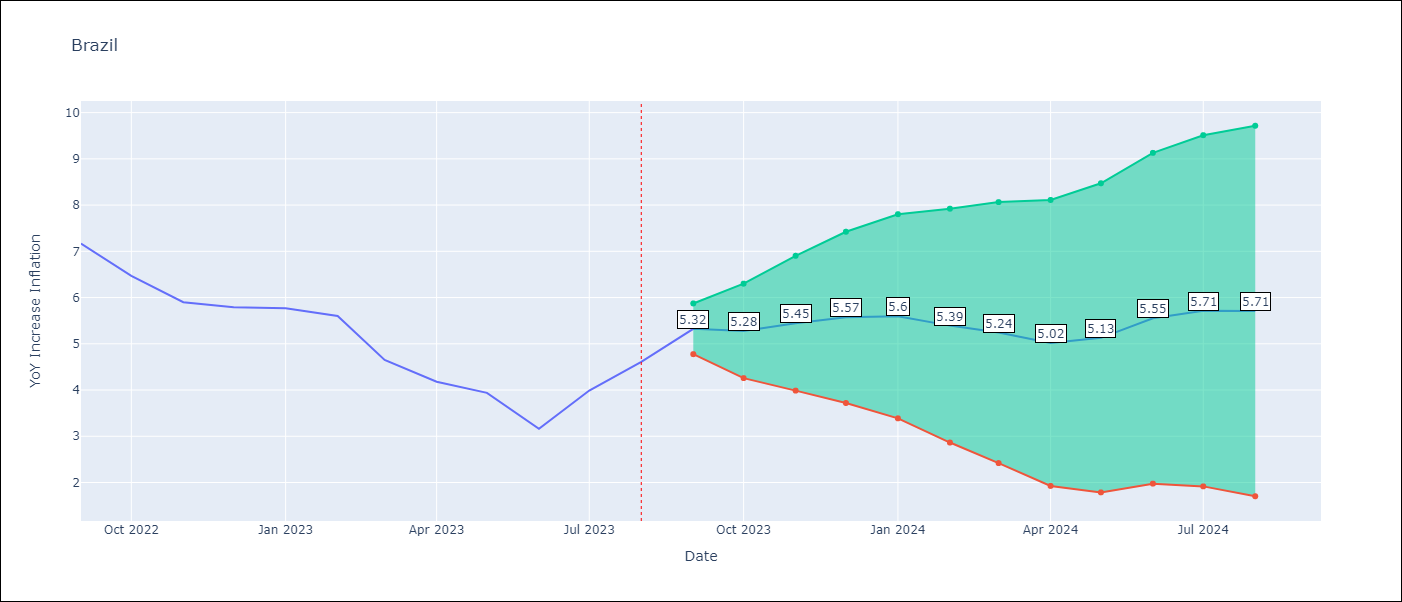 Brazil
YoY Increase Inflation
10
9
8
7
6
5
4
3
2
5.32
5.28
5.45
5.57
5.6
5.39
5.24
5.02
5.13
5.55
5.71
5.71
Oct 2022
Jan 2023
Apr 2023
Jul 2023
Oct 2023
Jan 2024
Apr 2024
Jul 2024
Date